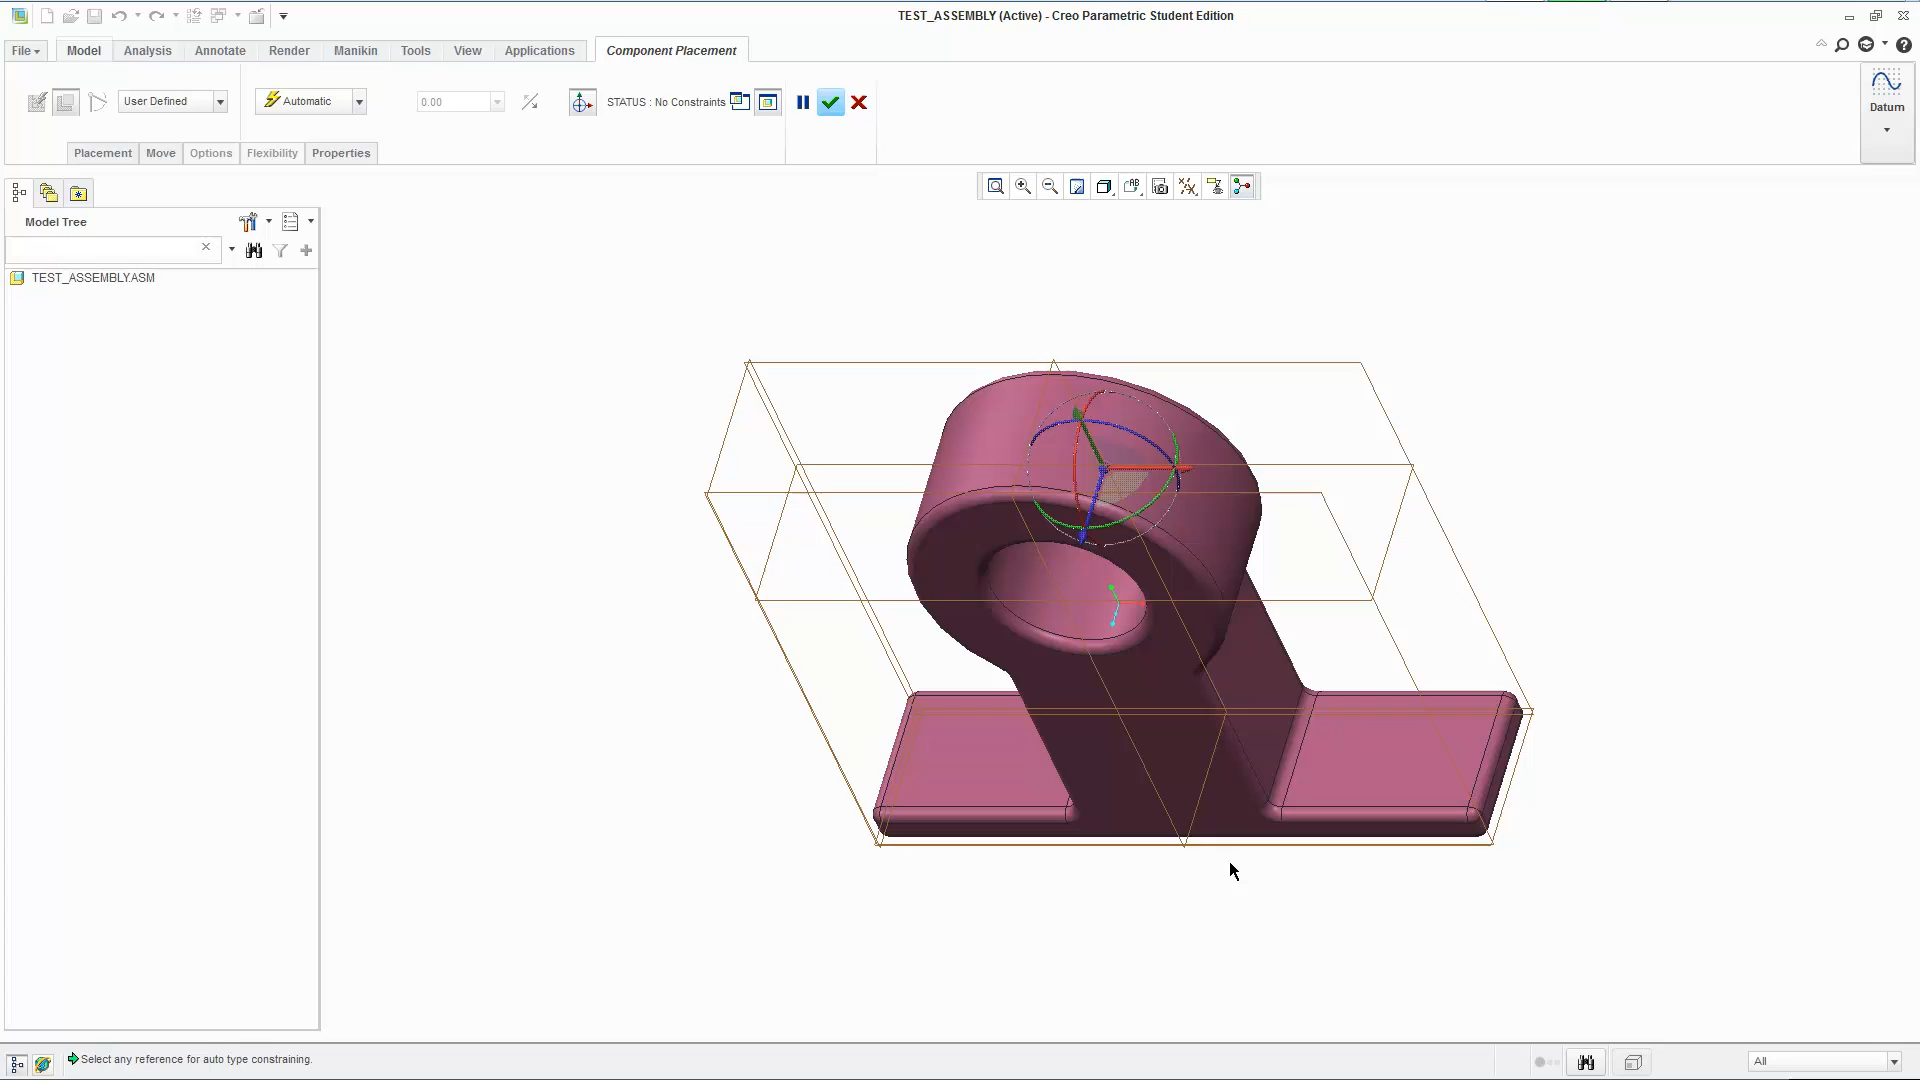 TEST_ASSEMBLY (Active) - Creo Parametric Student Edition
File Model Analysis Annotate Render Manikin Tools View Applications Component Placement
User Defined Automatic 0.00 STATUS : No Constraints
Datum
Placement Move Options Flexibility Properties
Model Tree
TEST_ASSEMBLY.ASM
Select any reference for auto type constraining.
All